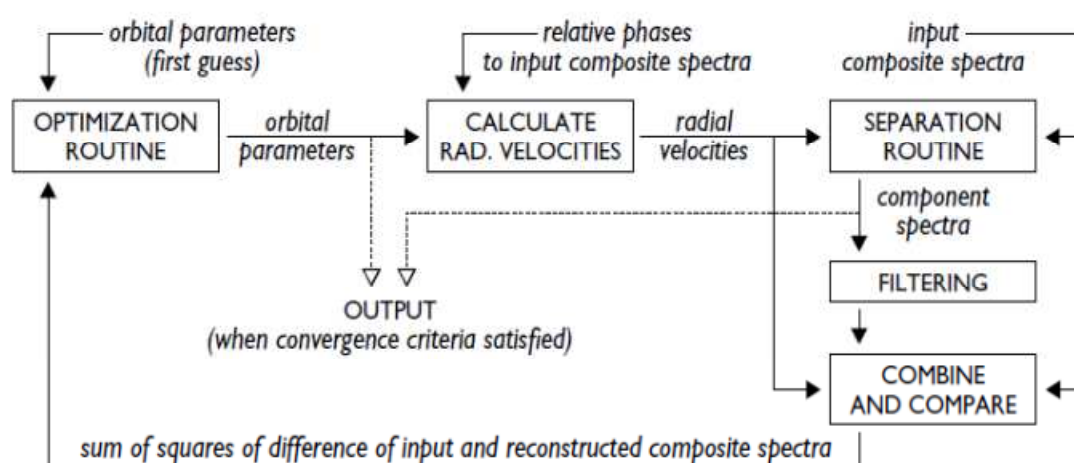 orbital parameters
(first guess)
relative phases
to input composite spectra
input
composite spectra
OPTIMIZATION
ROUTINE
orbital
parameters
CALCULATE
RAD. VELOCITIES
radial
velocities
SEPARATION
ROUTINE
component
spectra
FILTERING
OUTPUT
(when convergence criteria satisfied)
COMBINE
AND COMPARE
sum of squares of difference of input and reconstructed composite spectra